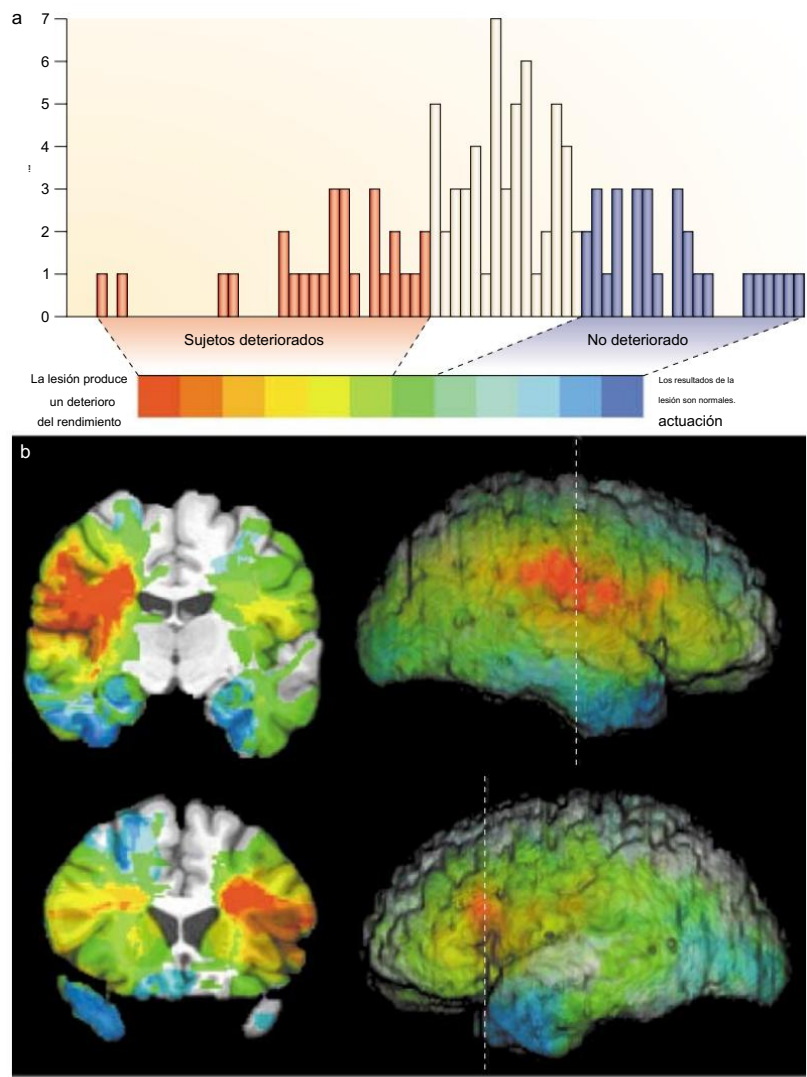 a
7
6
5
4
3
2
1
0
Sujetos deteriorados
No deteriorado
La lesión produce
un deterioro
del rendimiento
Los resultados de la
lesión son normales.
actuación
b